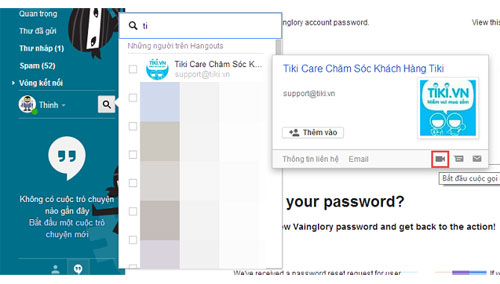 Quan trọng
Thư đã gửi
Thư nháp (1)
Spam (52)
Vòng kết nối
Thinh
Không có cuộc trò chuyện
nào gần đây
Bắt đầu một cuộc trò
chuyện mới
ti
Những người trên Hangouts
Tiki Care Chăm Sóc K...
support@tiki.vn
account password.
View this
Tiki Care Chăm Sóc Khách Hàng Tiki
support@tiki.vn
TIKI.VN
Thêm vào
Thông tin liên hệ
Email
Bắt đầu cuộc gọi
your password?
Vainglory password and get back to the action!
We've received a password reset request for user
If y